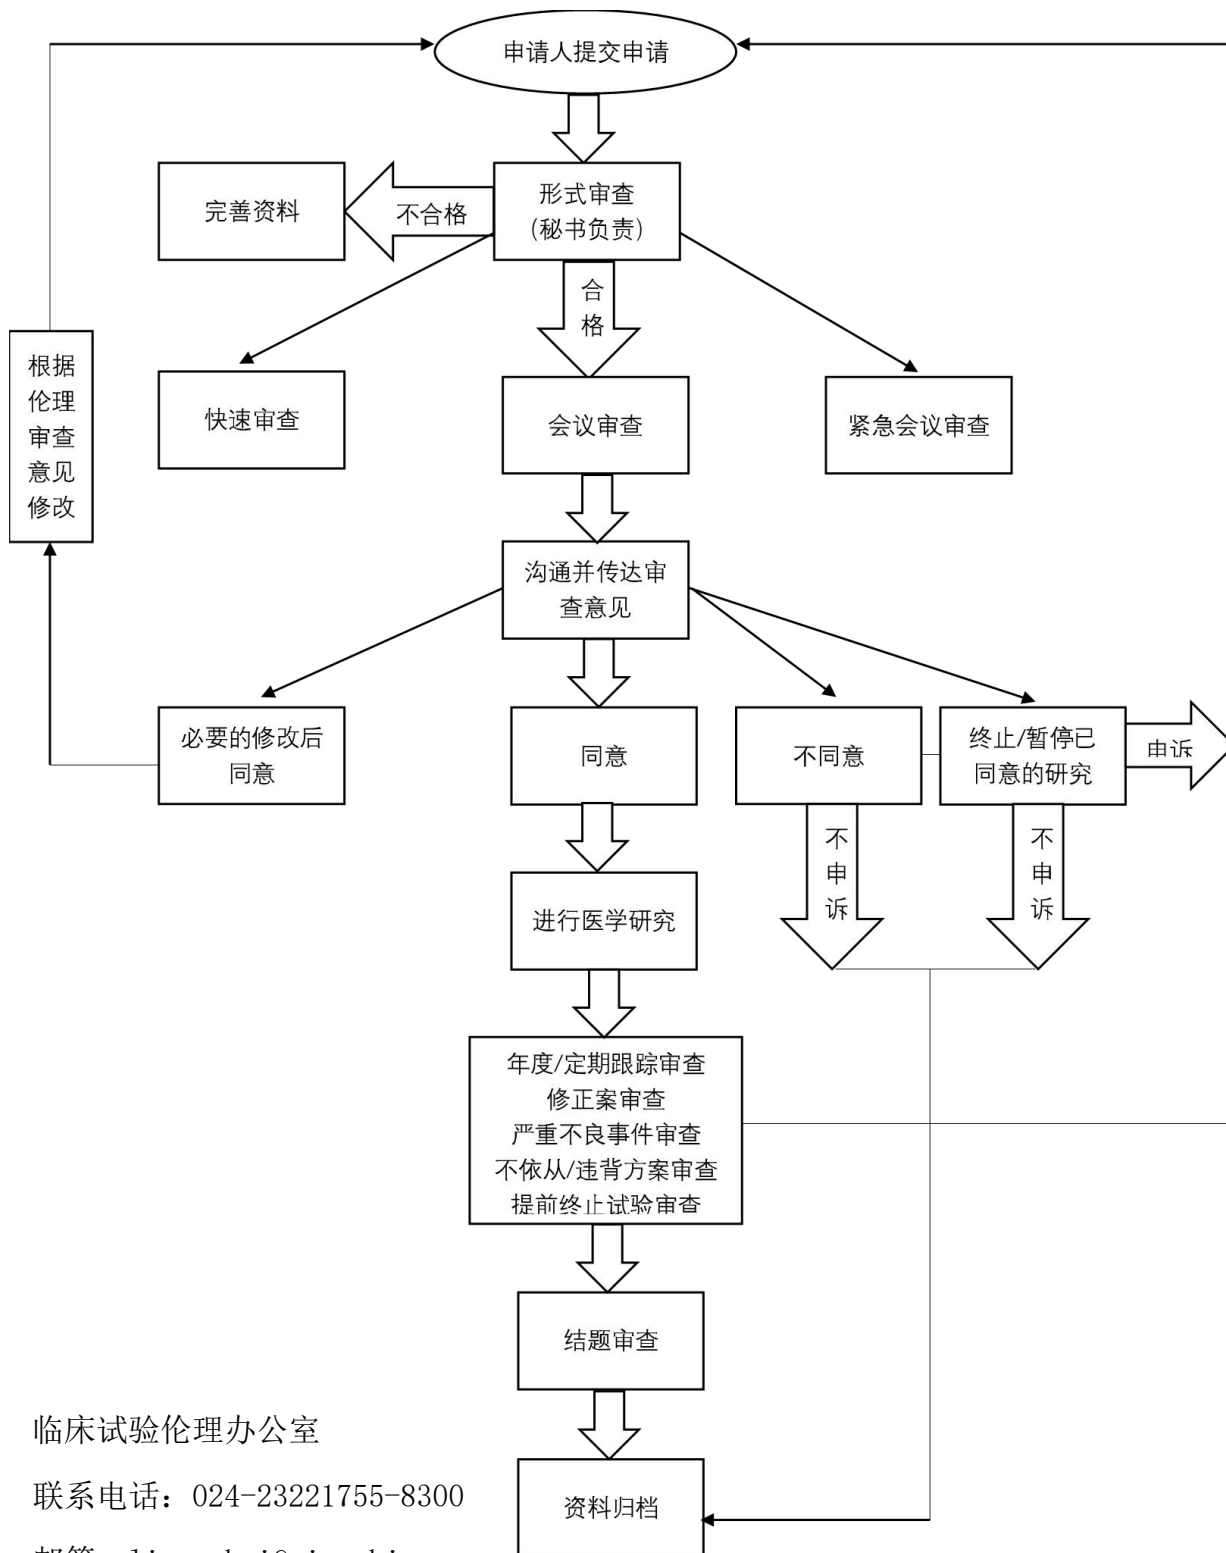 申请人提交申请
完善资料
不合格
形式审查
(秘书负责)
合
格
根据
伦理
审查
意见
修改
快速审查
会议审查
紧急会议审查
沟通并传达审
查意见
必要的修改后
同意
同意
不同意
终止/暂停已
同意的研究
申诉
不
申
诉
不
申
诉
进行医学研究
年度/定期跟踪审查
修正案审查
严重不良事件审查
不依从/违背方案审查
提前终止试验审查
结题审查
资料归档
临床试验伦理办公室
联系电话：024-23221755-8300